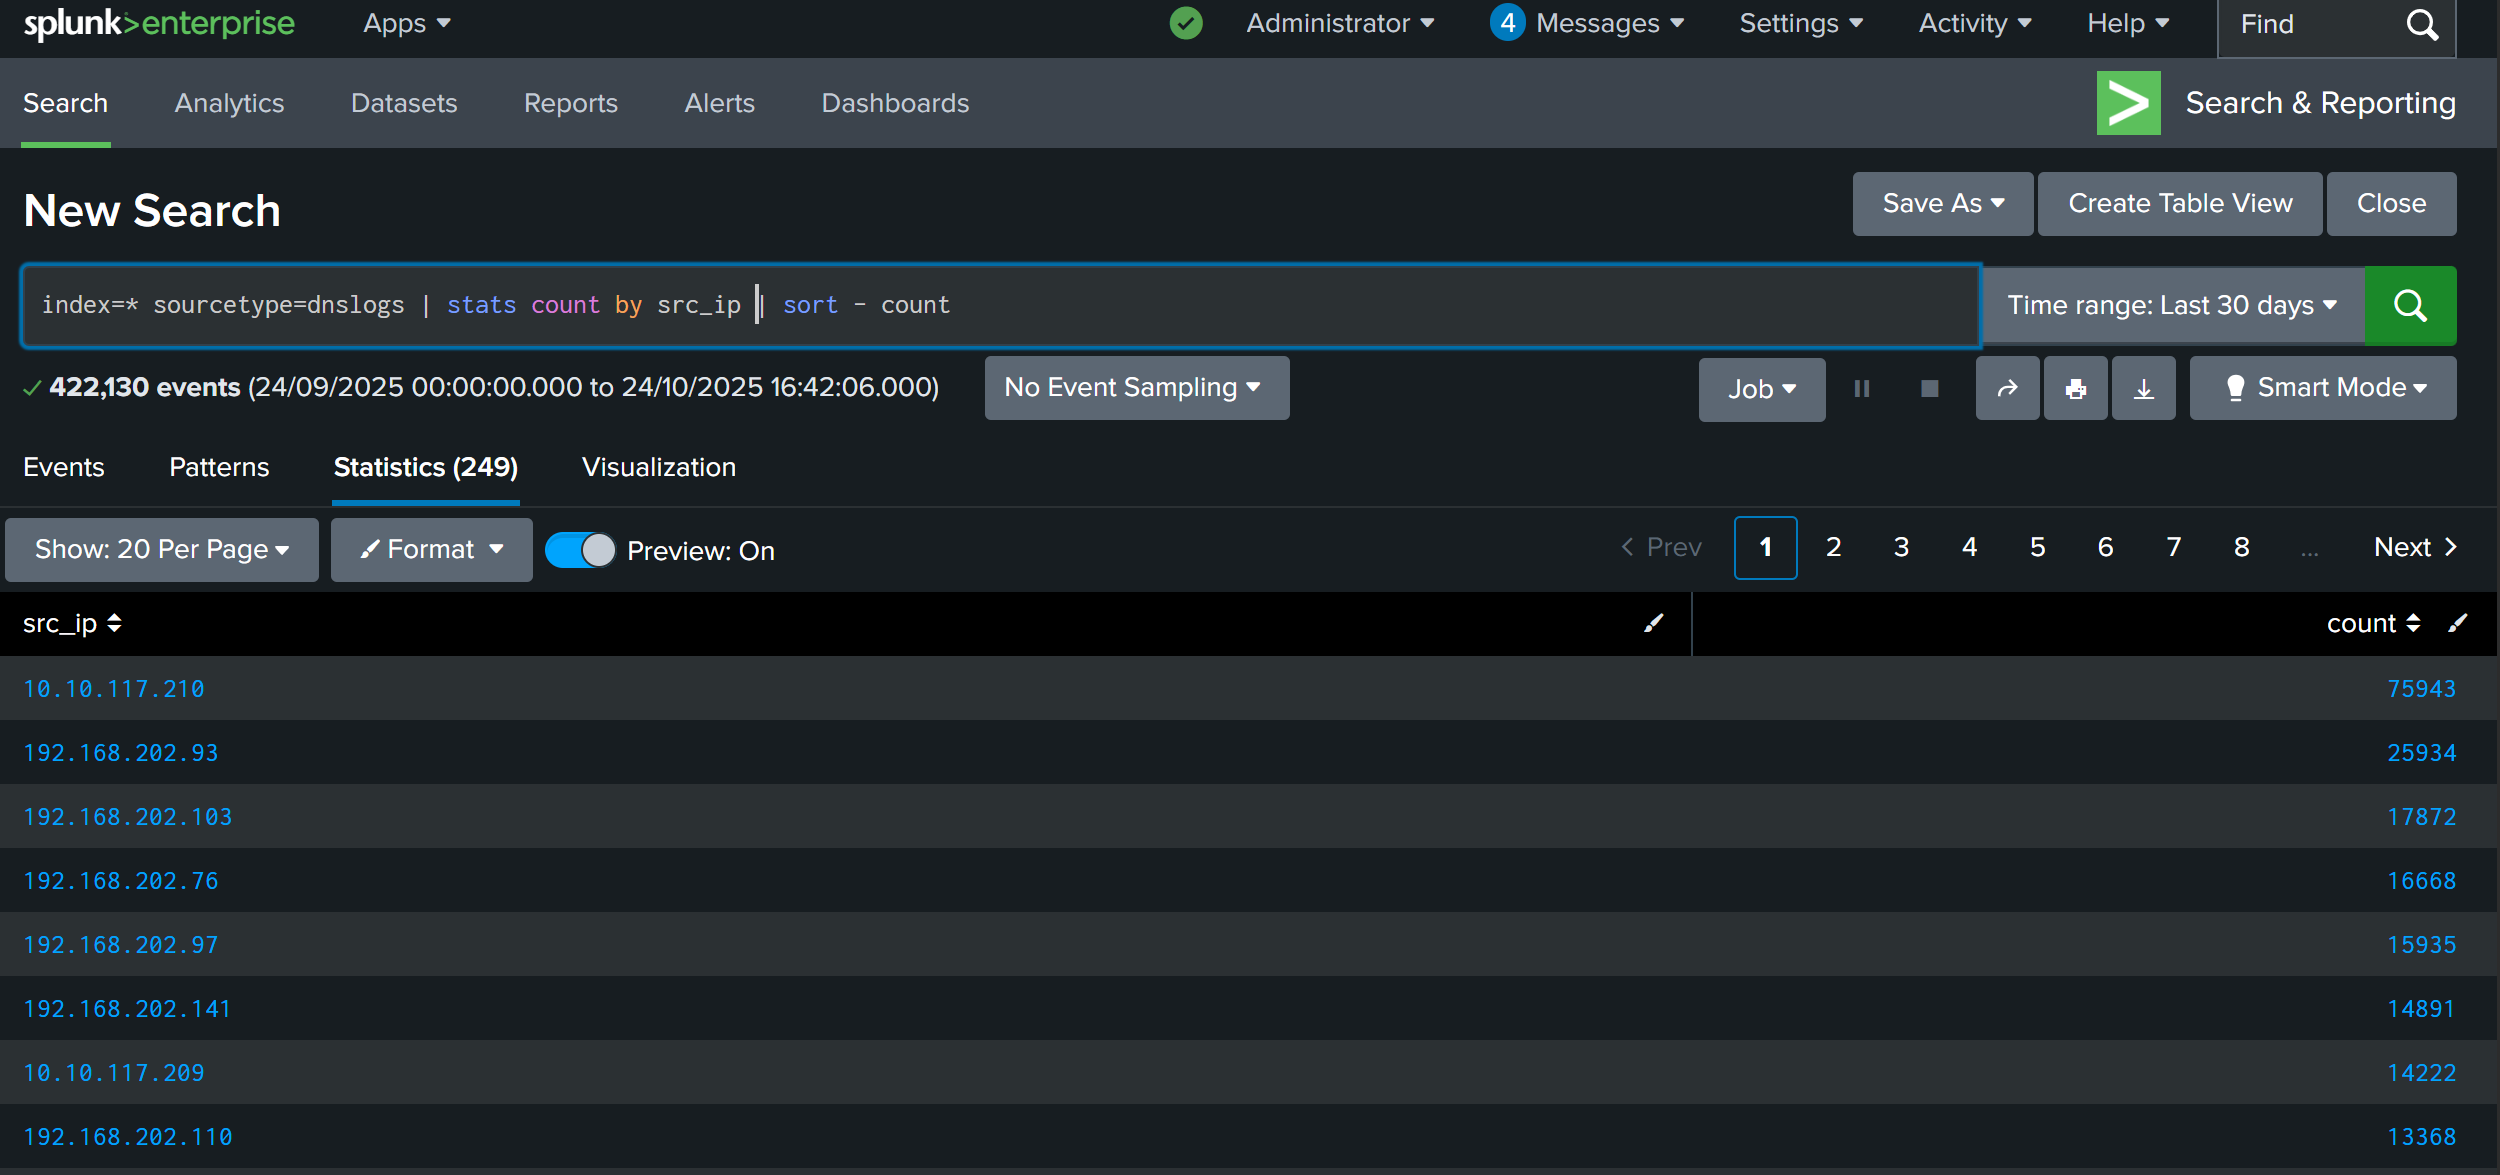 splunk>enterprise Apps Administrator 4 Messages Settings Activity Help Find
Search Analytics Datasets Reports Alerts Dashboards > Search & Reporting
New Search Save As Create Table View Close
index=* sourcetype=dnslogs | stats count by src_ip | sort - count Time range: Last 30 days
422,130 events (24/09/2025 00:00:00.000 to 24/10/2025 16:42:06.000) No Event Sampling Job Smart Mode
Events Patterns Statistics (249) Visualization
Show: 20 Per Page Format Preview: On < Prev 1 2 3 4 5 6 7 8 ... Next >
src_ip count
10.10.117.210 75943
192.168.202.93 25934
192.168.202.103 17872
192.168.202.76 16668
192.168.202.97 15935
192.168.202.141 14891
10.10.117.209 14222
192.168.202.110 13368